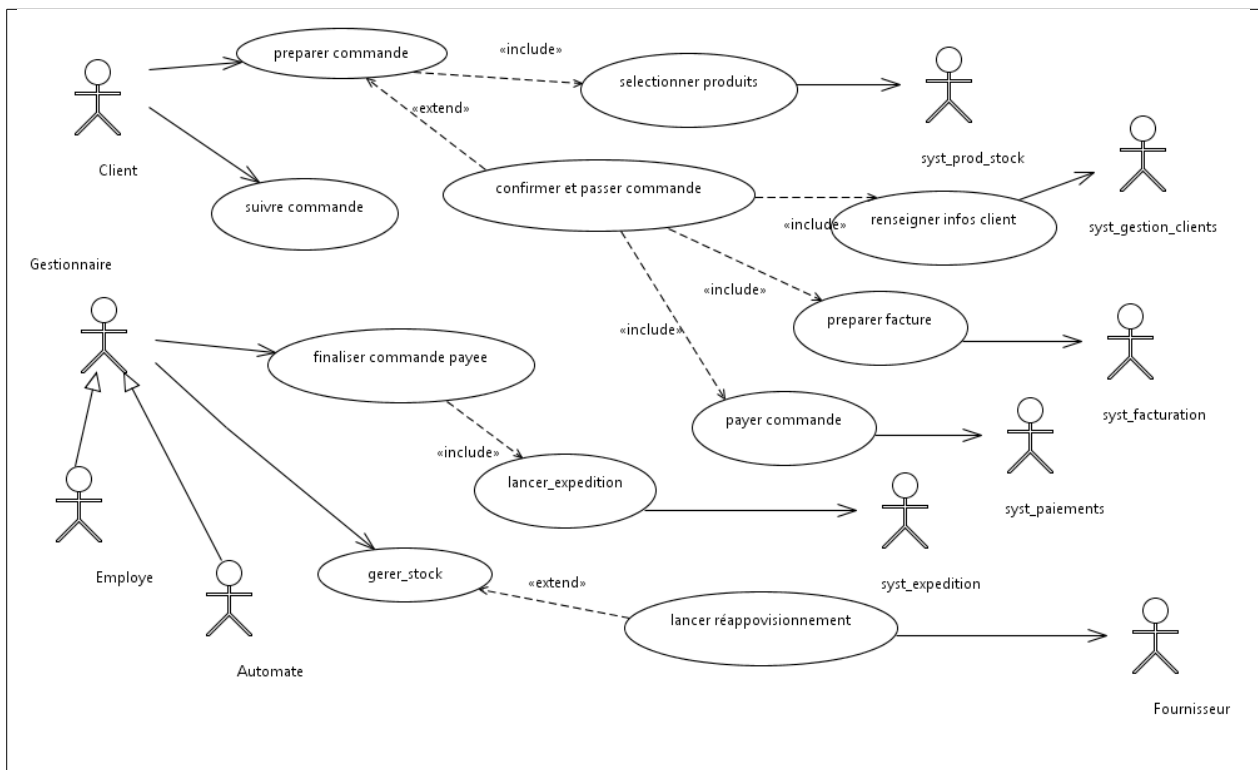 preparer commande
«include»
selectionner produits
«extend»
Client
syst_prod_stock
confirmer et passer commande
suivre commande
«include»
renseigner infos client
syst_gestion_clients
Gestionnaire
«include»
preparer facture
«include»
finaliser commande payee
syst_facturation
payer commande
«include»
lancer_expedition
syst_paiements
Employe
gerer_stock
«extend»
syst_expedition
lancer réappovisionnement
Automate
Fournisseur